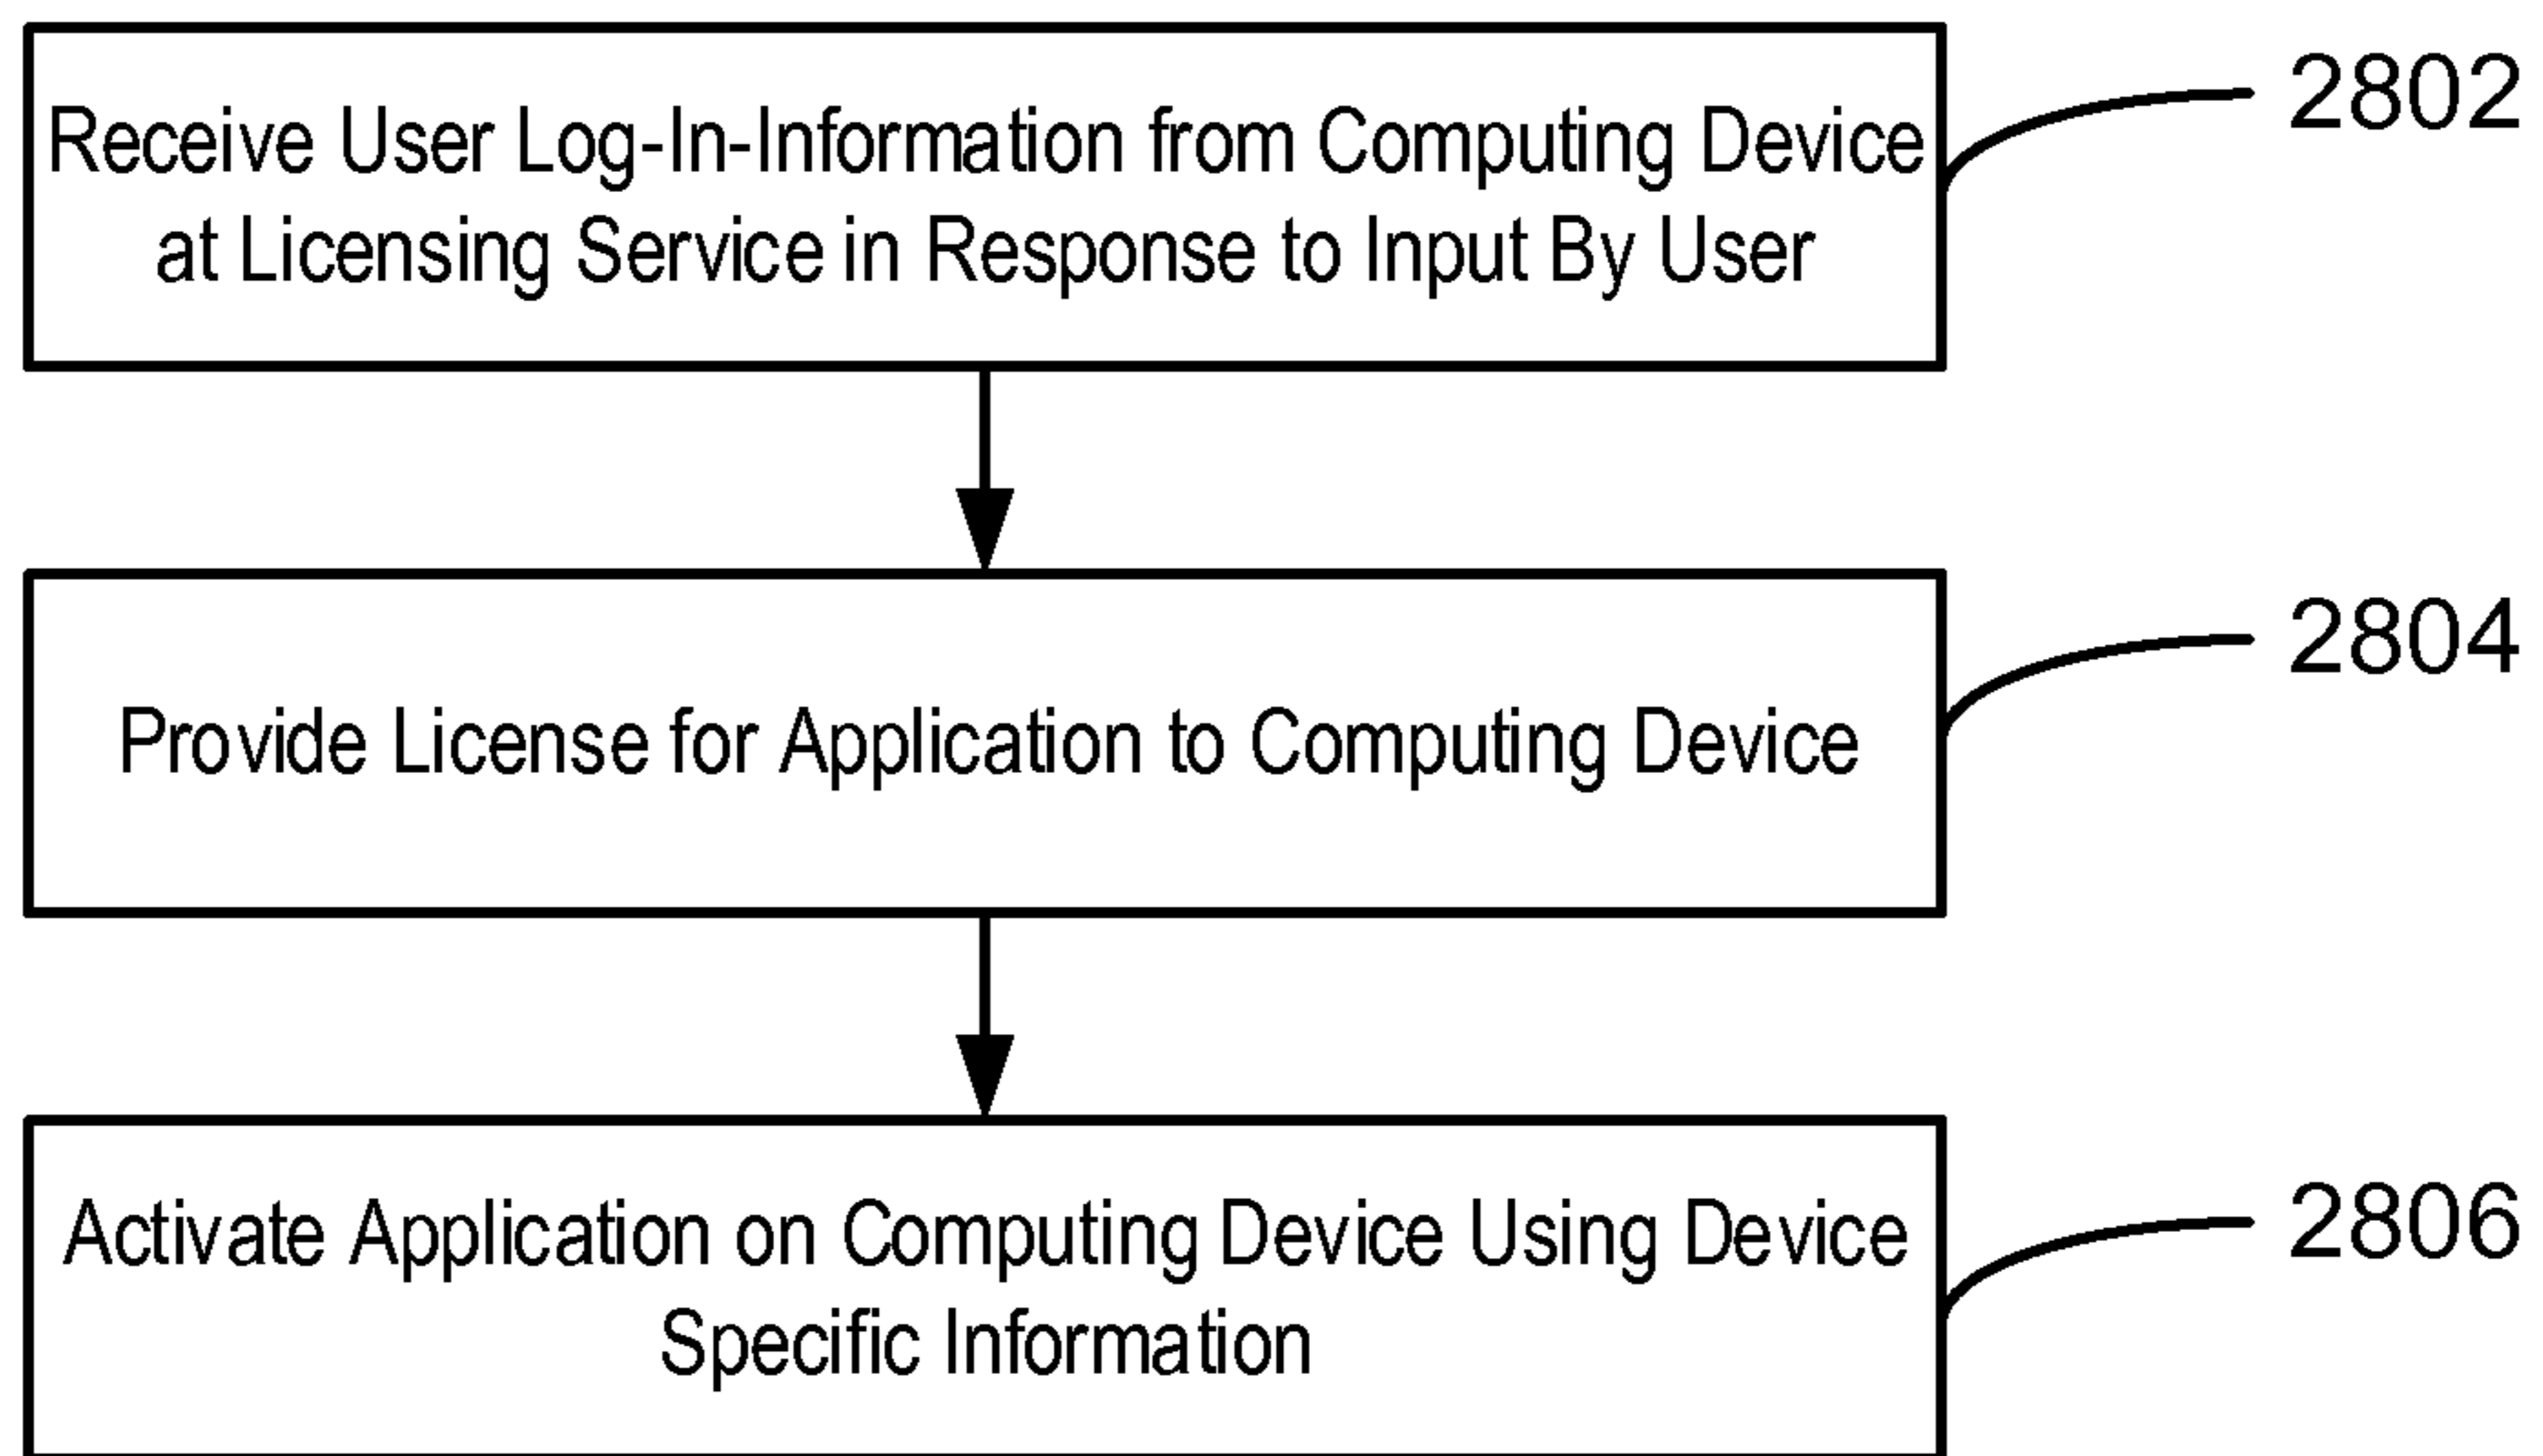 Receive User Log-In-Information from Computing Device
at Licensing Service in Response to Input By User
2802
Provide License for Application to Computing Device
2804
Activate Application on Computing Device Using Device
Specific Information
2806